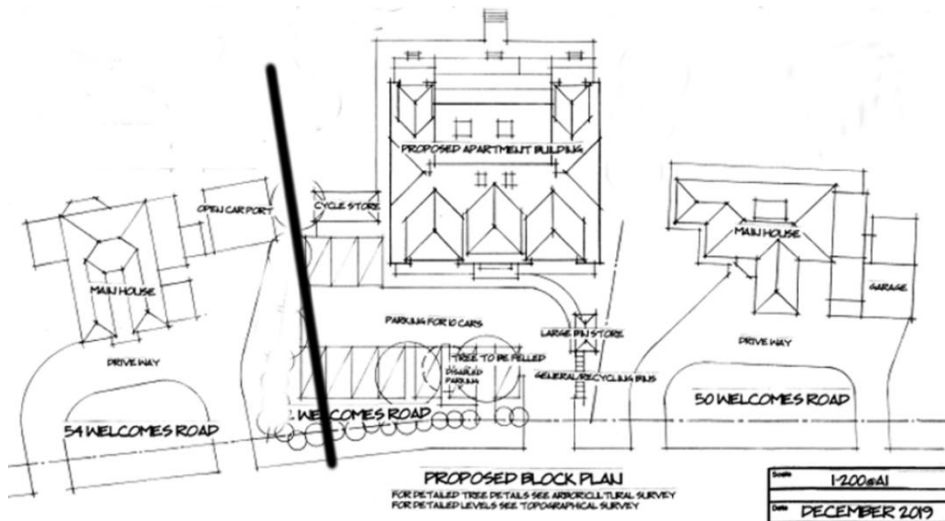 PROPOSED APARTMENT BUILDING
OPEN CAR PORT
CYCLE STORE
MAIN HOUSE
MAIN HOUSE
GARAGE
PARKING FOR 10 CARS
LARGE BIN STORE
DRIVE WAY
DRIVE WAY
TREE TO BE FELLED
DISABLED
PARKING
GENERAL/RECYCLING BINS
54 WELCOMES ROAD
WELCOMES ROAD
50 WELCOMES ROAD
PROPOSED BLOCK PLAN
FOR DETAILED TREE DETAILS SEE ARBORICULTURAL SURVEY
FOR DETAILED LEVELS SEE TOPOGRAPHICAL SURVEY
Scale 1-200@A1
Date DECEMBER 2019